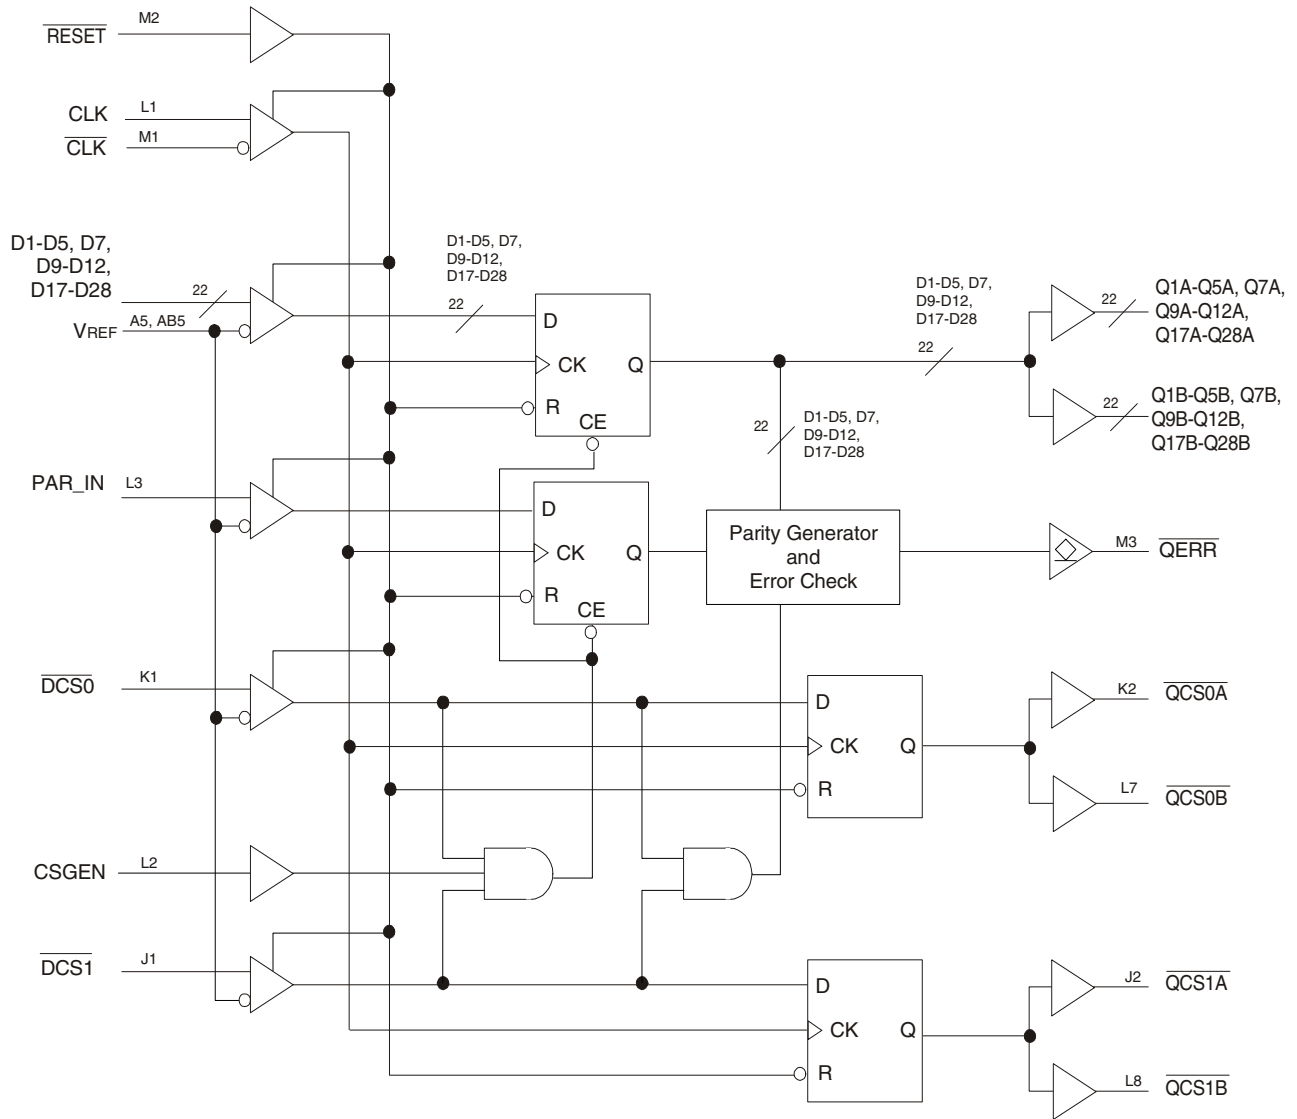 RESET
M2
CLK
L1
CLK
M1
D1-D5, D7,
D9-D12,
D17-D28
22
VREF
A5, AB5
D1-D5, D7,
D9-D12,
D17-D28
22
D
CK
Q
R
CE
D1-D5, D7,
D9-D12,
D17-D28
22
22
Q1A-Q5A, Q7A,
Q9A-Q12A,
Q17A-Q28A
22
Q1B-Q5B, Q7B,
Q9B-Q12B,
Q17B-Q28B
22
D1-D5, D7,
D9-D12,
D17-D28
PAR_IN
L3
D
CK
Q
R
CE
Parity Generator
and
Error Check
M3
QERR
DCS0
K1
D
CK
Q
R
K2
QCS0A
L7
QCS0B
CSGEN
L2
DCS1
J1
D
CK
Q
R
J2
QCS1A
L8
QCS1B